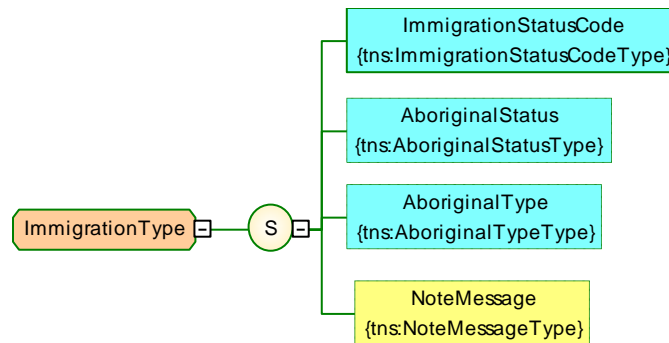 ImmigrationStatusCode
{tns:ImmigrationStatusCodeType}
AboriginalStatus
{tns:AboriginalStatusType}
ImmigrationType
S
AboriginalType
{tns:AboriginalTypeType}
NoteMessage
{tns:NoteMessageType}